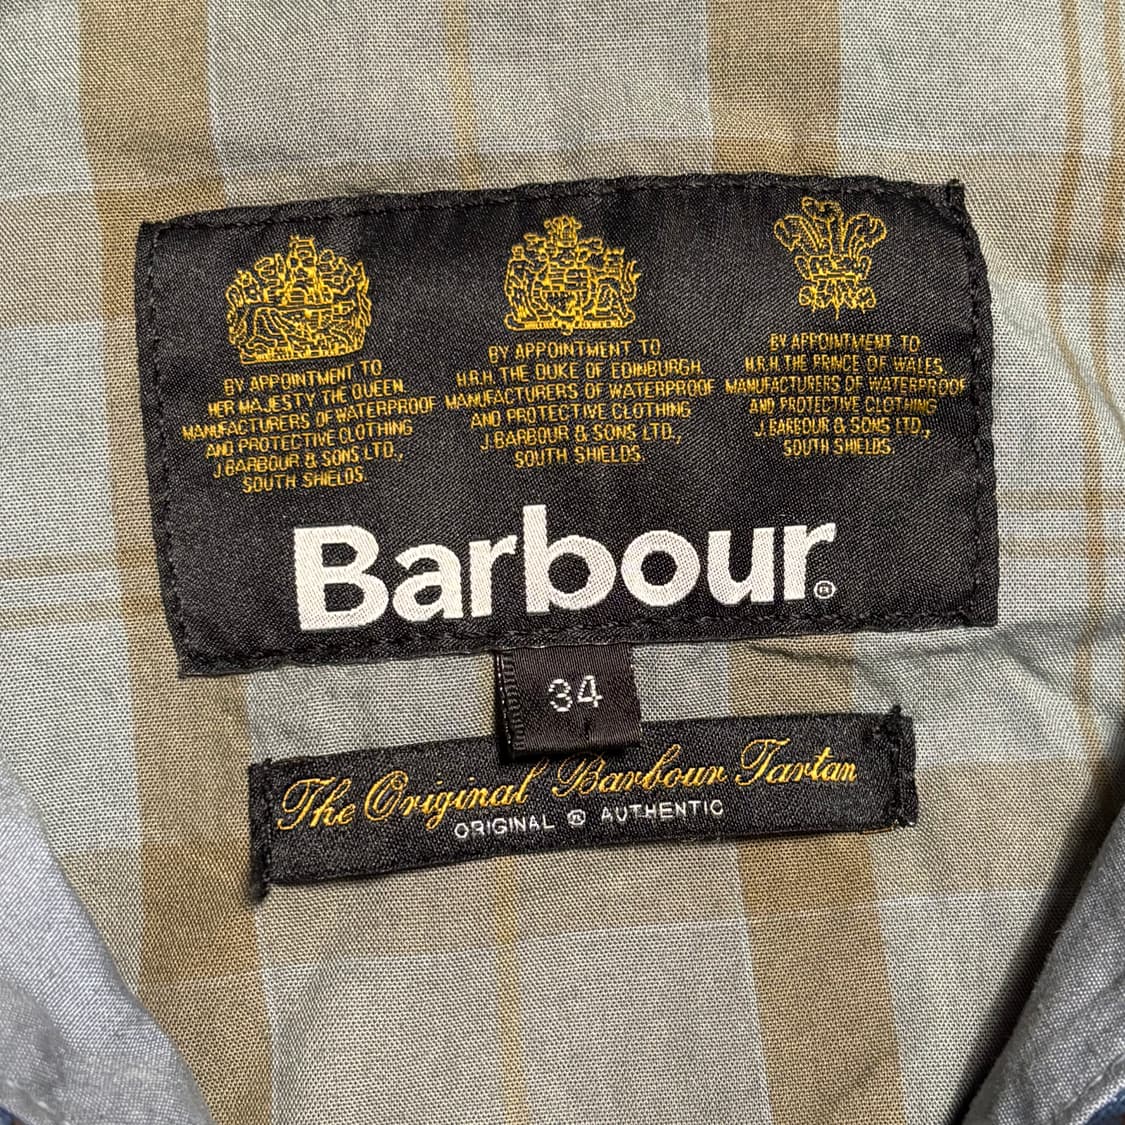 BY APPOINTMENT TO
HER MAJESTY THE QUEEN
MANUFACTURERS OF WATERPROOF
AND PROTECTIVE CLOTHING
J.BARBOUR & SONS LTD.,
SOUTH SHIELDS.
BY APPOINTMENT TO
H.R.H. THE DUKE OF EDINBURGH.
MANUFACTURERS OF WATERPROOF
AND PROTECTIVE CLOTHING
J.BARBOUR & SONS LTD.,
SOUTH SHIELDS.
BY APPOINTMENT TO
H.R.H. THE PRINCE OF WALES.
MANUFACTURERS OF WATERPROOF
AND PROTECTIVE CLOTHING
J.BARBOUR & SONS LTD.,
SOUTH SHIELDS.
Barbour®
34
The Original Barbour Tartan
ORIGINAL ® AUTHENTIC